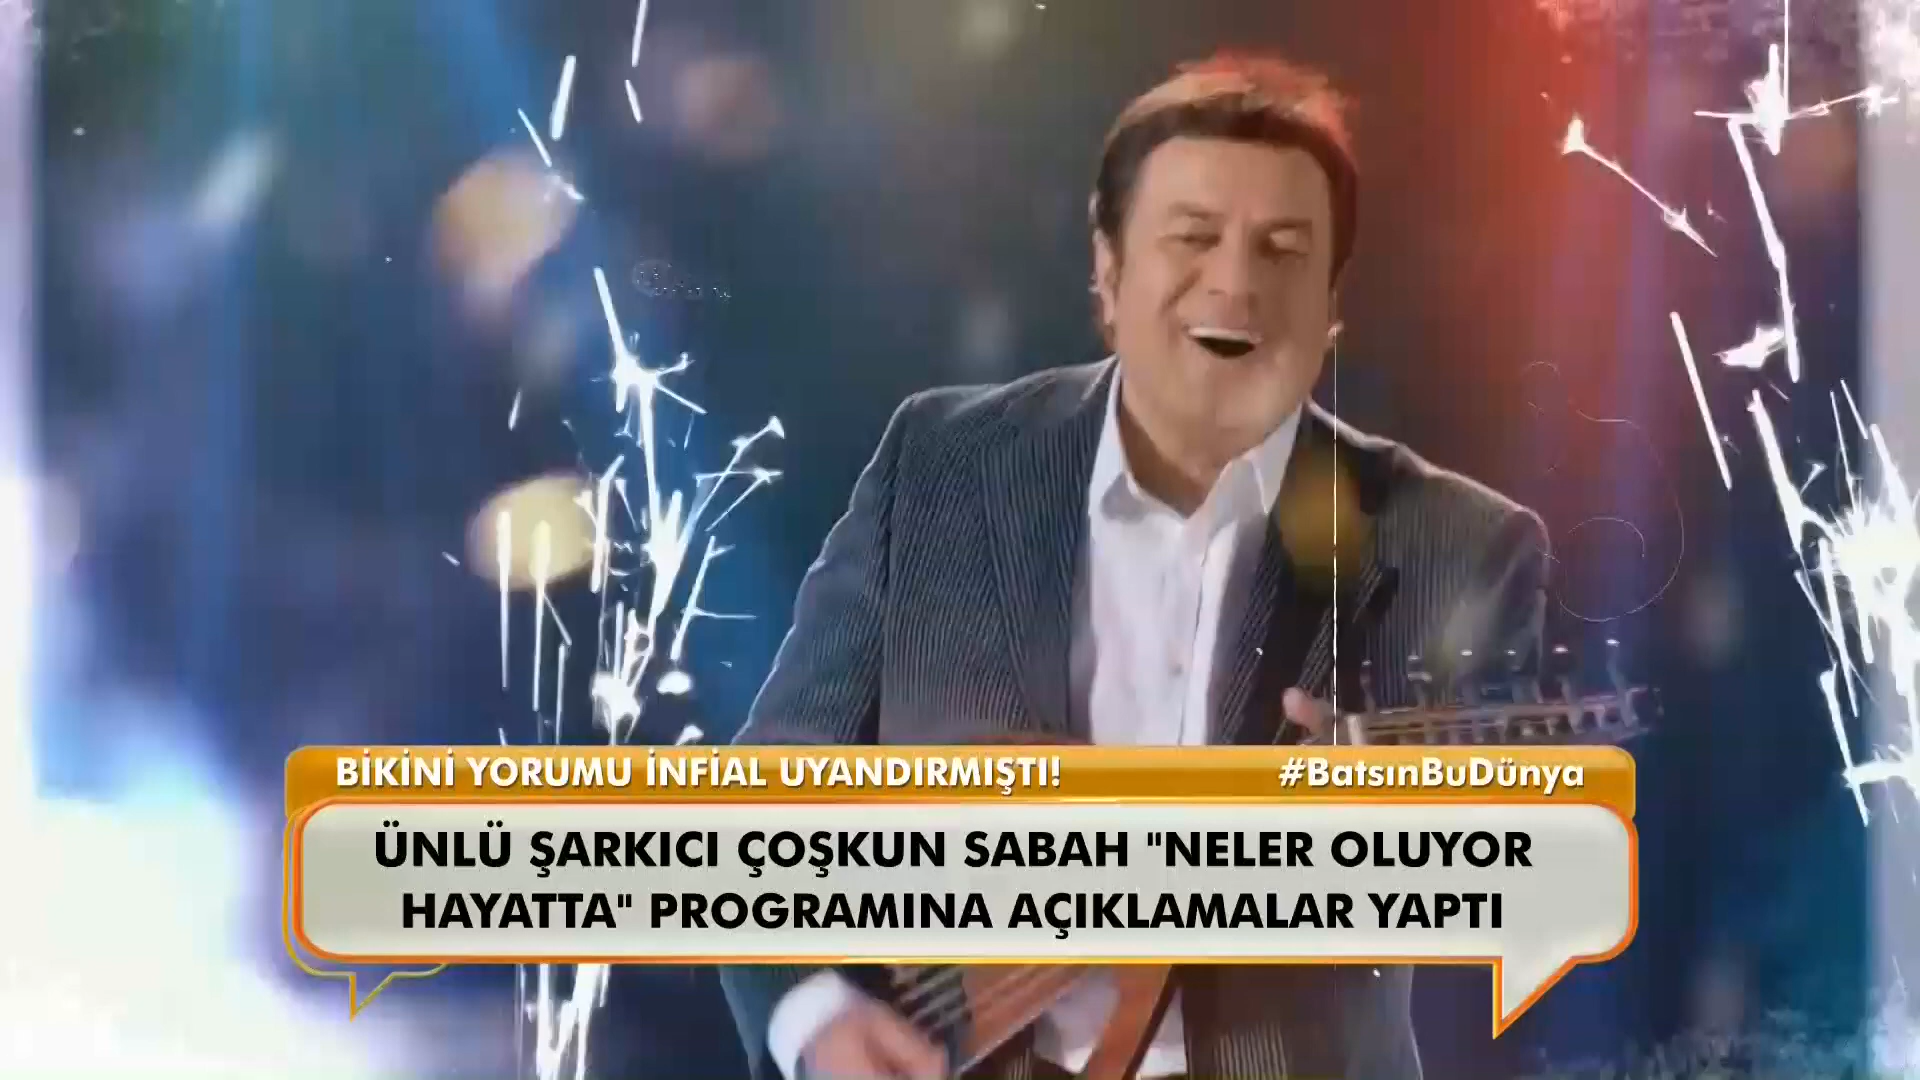 BİKİNİ YORUMU İNFİAL UYANDIRMIŞTI! #BatsınBuDünya
ÜNLÜ ŞARKICI ÇOŞKUN SABAH "NELER OLUYOR
HAYATTA" PROGRAMINA AÇIKLAMALAR YAPTI